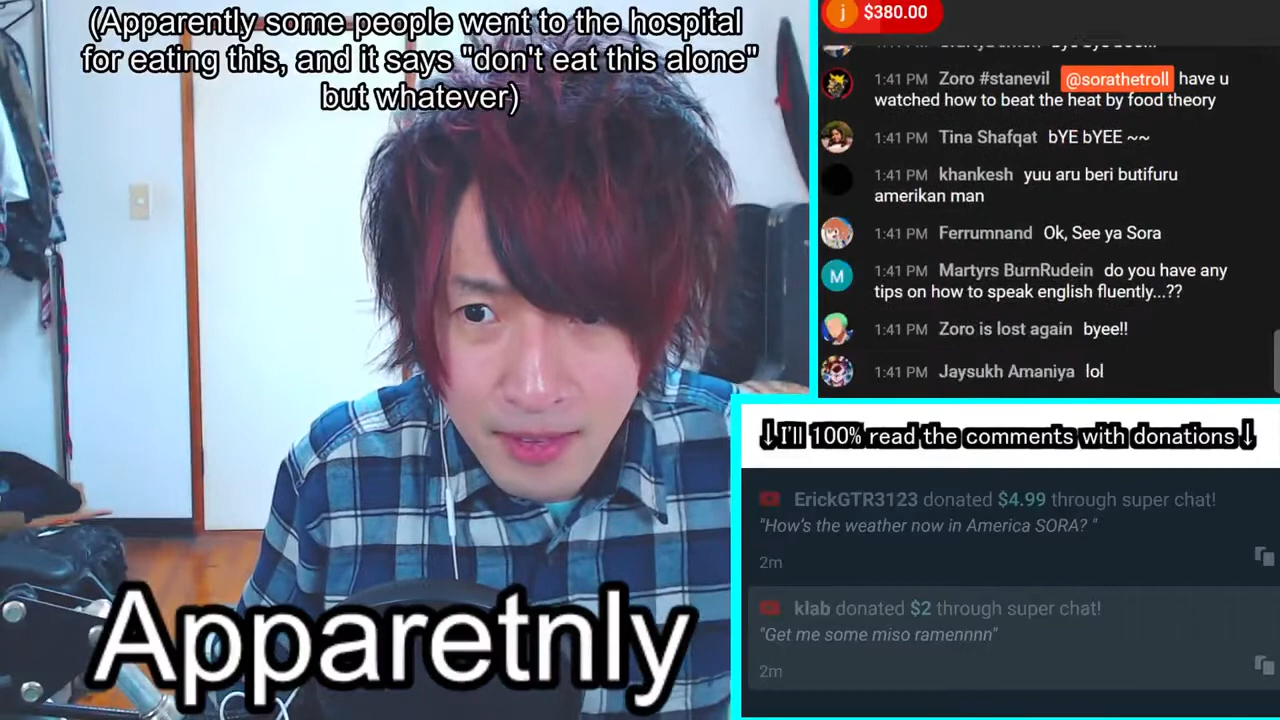 (Apparently some people went to the hospital
for eating this, and it says "don't eat this alone"
but whatever)
Apparetnly
j $380.00
1:41 PM Zoro #stanevil @sorathetroll have u
watched how to beat the heat by food theory
1:41 PM Tina Shafqat bYE bYEE ~~
1:41 PM khankesh yuu aru beri butifuru
amerikan man
1:41 PM Ferrumnand Ok, See ya Sora
M 1:41 PM Martyrs BurnRudein do you have any
tips on how to speak english fluently...??
1:41 PM Zoro is lost again byee!!
1:41 PM Jaysukh Amaniya lol
↓I'll 100% read the comments with donations↓
ErickGTR3123 donated $4.99 through super chat!
"How's the weather now in America SORA? "
2m
klab donated $2 through super chat!
"Get me some miso ramennnn"
2m